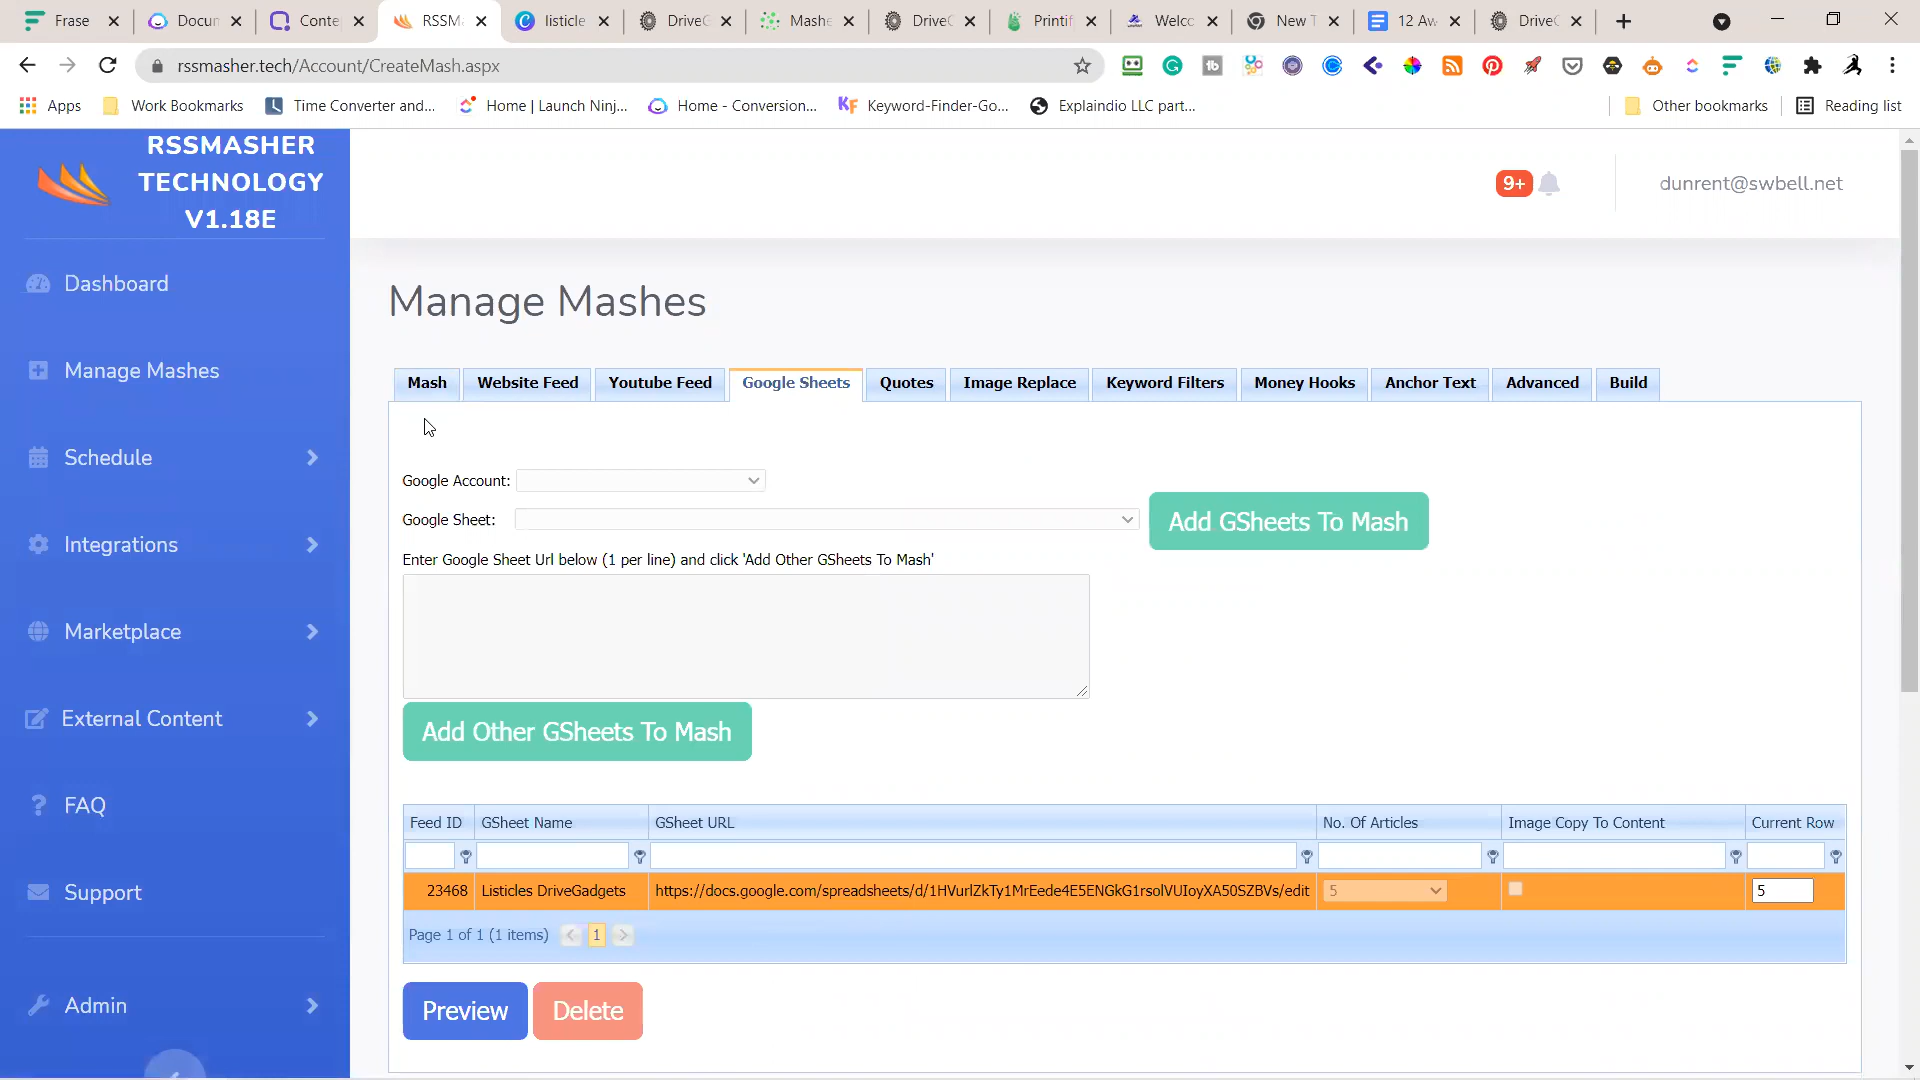 Frase
Docum
Conte
RSSMa
listicle
DriveG
Mashe
DriveG
Printif
Welco
New T
12 Aw
DriveG
rssmasher.tech/Account/CreateMash.aspx
Apps
Work Bookmarks
Time Converter and...
Home | Launch Ninj...
Home - Conversion...
Keyword-Finder-Go...
Explaindio LLC part...
Other bookmarks
Reading list
RSSMASHER
TECHNOLOGY
V1.18E
9+
dunrent@swbell.net
Dashboard
Manage Mashes
Schedule
Integrations
Marketplace
External Content
FAQ
Support
Admin
Manage Mashes
Mash
Website Feed
Youtube Feed
Google Sheets
Quotes
Image Replace
Keyword Filters
Money Hooks
Anchor Text
Advanced
Build
Google Account:
Google Sheet:
Add GSheets To Mash
Enter Google Sheet Url below (1 per line) and click 'Add Other GSheets To Mash'
Add Other GSheets To Mash
Feed ID GSheet Name GSheet URL No. Of Articles Image Copy To Content Current Row
23468 Listicles DriveGadgets https://docs.google.com/spreadsheets/d/1HVurlZkTy1MrEede4E5ENGkG1rsolVUIoyXA50SZBVs/edit 5 5
Page 1 of 1 (1 items) 1
Preview
Delete